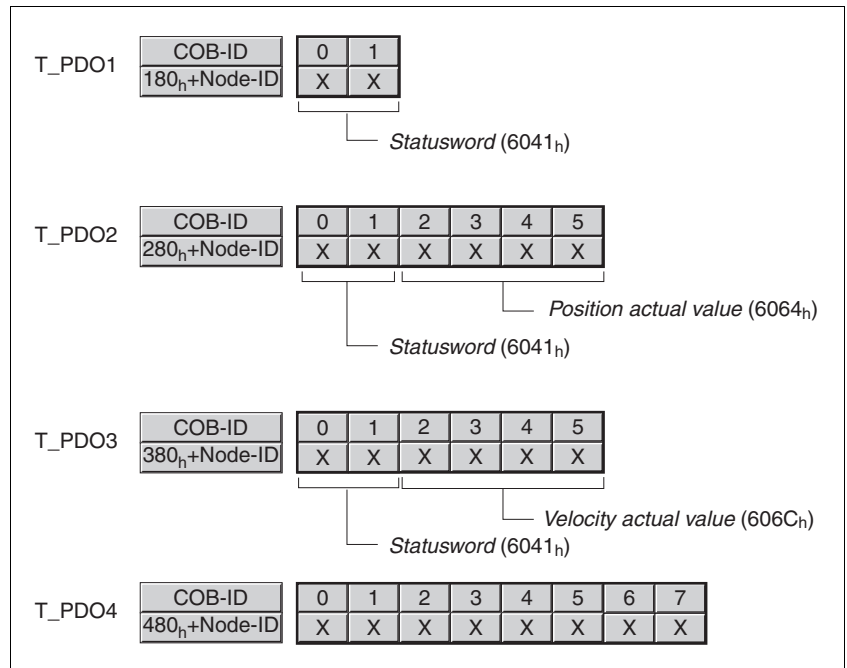 T_PDO1 COB-ID 0 1
180h+Node-ID X X
Statusword (6041h)
T_PDO2 COB-ID 0 1 2 3 4 5
280h+Node-ID X X X X X X
Position actual value (6064h)
Statusword (6041h)
T_PDO3 COB-ID 0 1 2 3 4 5
380h+Node-ID X X X X X X
Velocity actual value (606Ch)
Statusword (6041h)
T_PDO4 COB-ID 0 1 2 3 4 5 6 7
480h+Node-ID X X X X X X X X